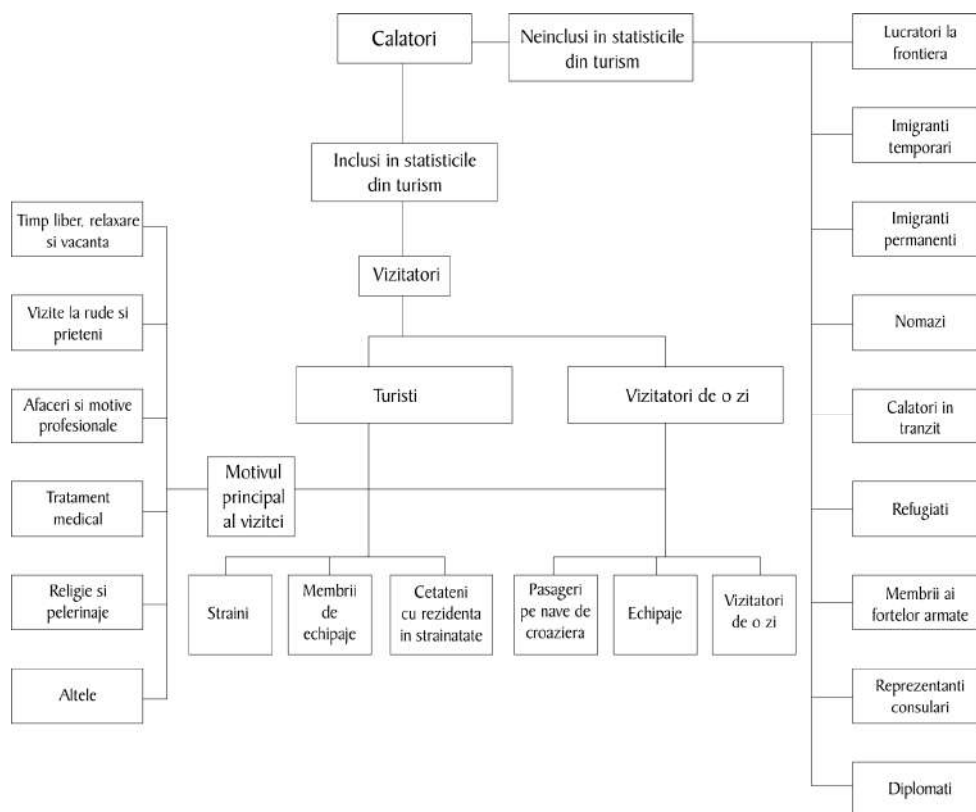 Calatori
Neinclusi in statisticile
din turism
Lucratori la
frontiera
Imigranti
temporari
Inclusi in statisticile
din turism
Timp liber, relaxare
si vacanta
Imigranti
permanenti
Vizitatori
Vizite la rude si
prieteni
Nomazi
Turisti
Vizitatori de o zi
Afaceri si motive
profesionale
Calatori in
tranzit
Motivul
principal
al vizitei
Tratament
medical
Refugiati
Religie si
pelerinaje
Straini
Membrii
de
echipaje
Cetateni
cu rezidenta
in strainatate
Pasageri
pe nave de
croaziera
Echipaje
Vizitatori
de o zi
Membrii ai
fortelor armate
Altele
Reprezentanti
consulari
Diplomati